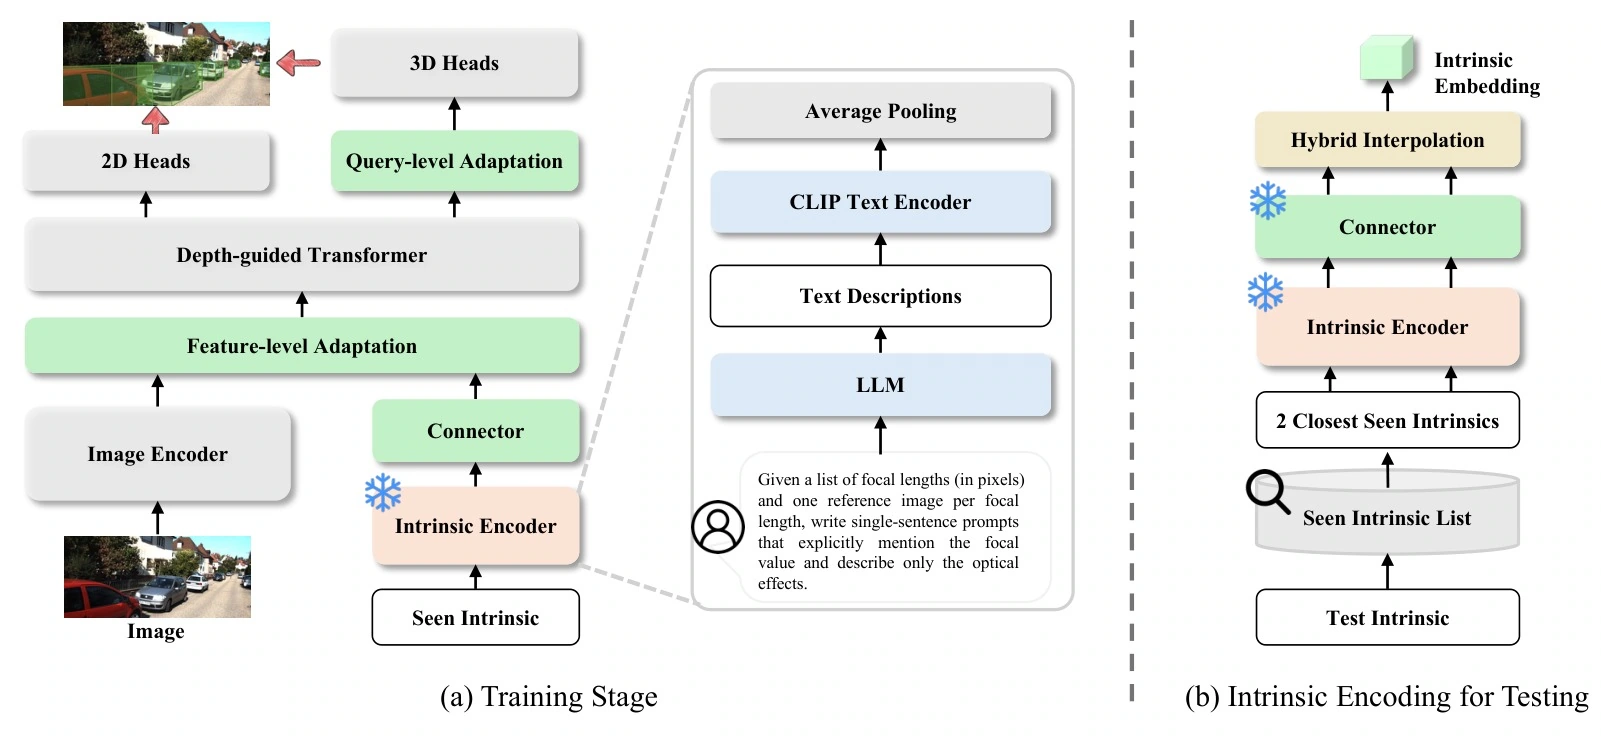 3D Heads
2D Heads
Query-level Adaptation
Depth-guided Transformer
Feature-level Adaptation
Image Encoder
Connector
Intrinsic Encoder
Seen Intrinsic
Image
Average Pooling
CLIP Text Encoder
Text Descriptions
LLM
Given a list of focal lengths (in pixels)
and one reference image per focal
length, write single-sentence prompts
that explicitly mention the focal
value and describe only the optical
effects.
(a) Training Stage
Intrinsic
Embedding
Hybrid Interpolation
Connector
Intrinsic Encoder
2 Closest Seen Intrinsics
Seen Intrinsic List
Test Intrinsic
(b) Intrinsic Encoding for Testing